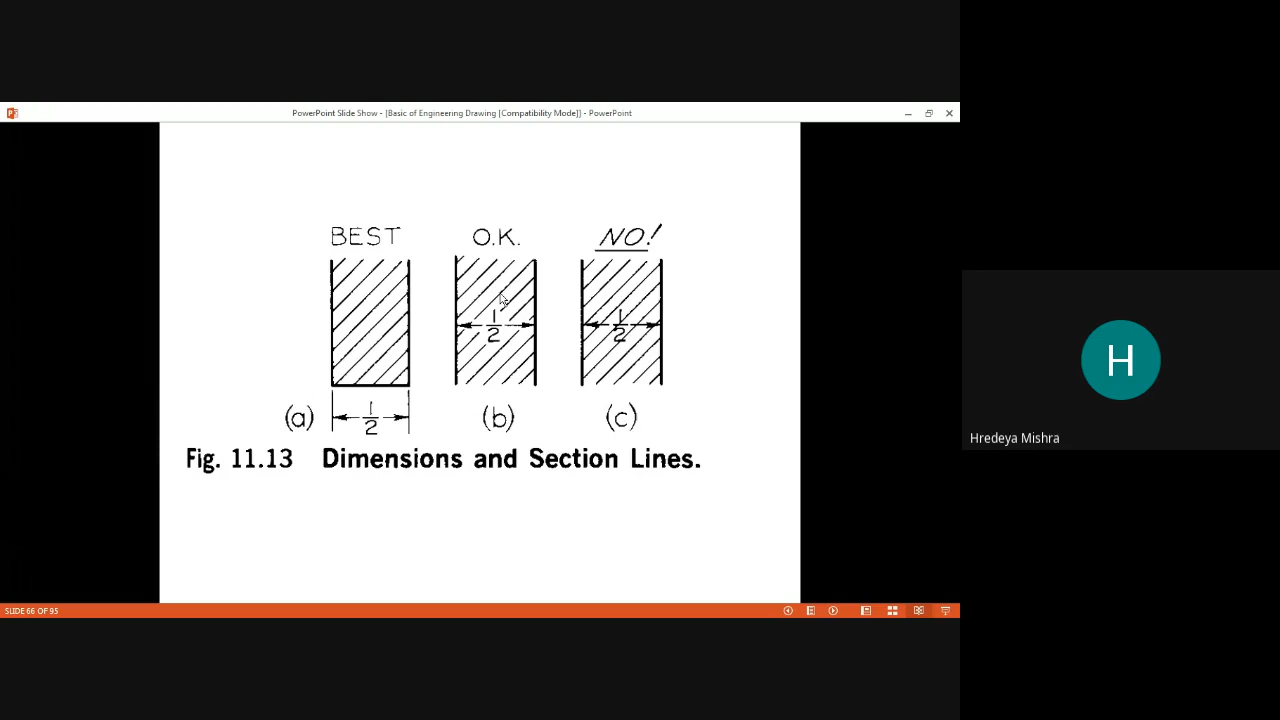 PowerPoint Slide Show - [Basic of Engineering Drawing [Compatibility Mode]] - PowerPoint
BEST O.K. NO!
1/2 1/2
(a) 1/2 (b) (c)
Fig. 11.13 Dimensions and Section Lines.
H
Hredeya Mishra
SLIDE 66 OF 95